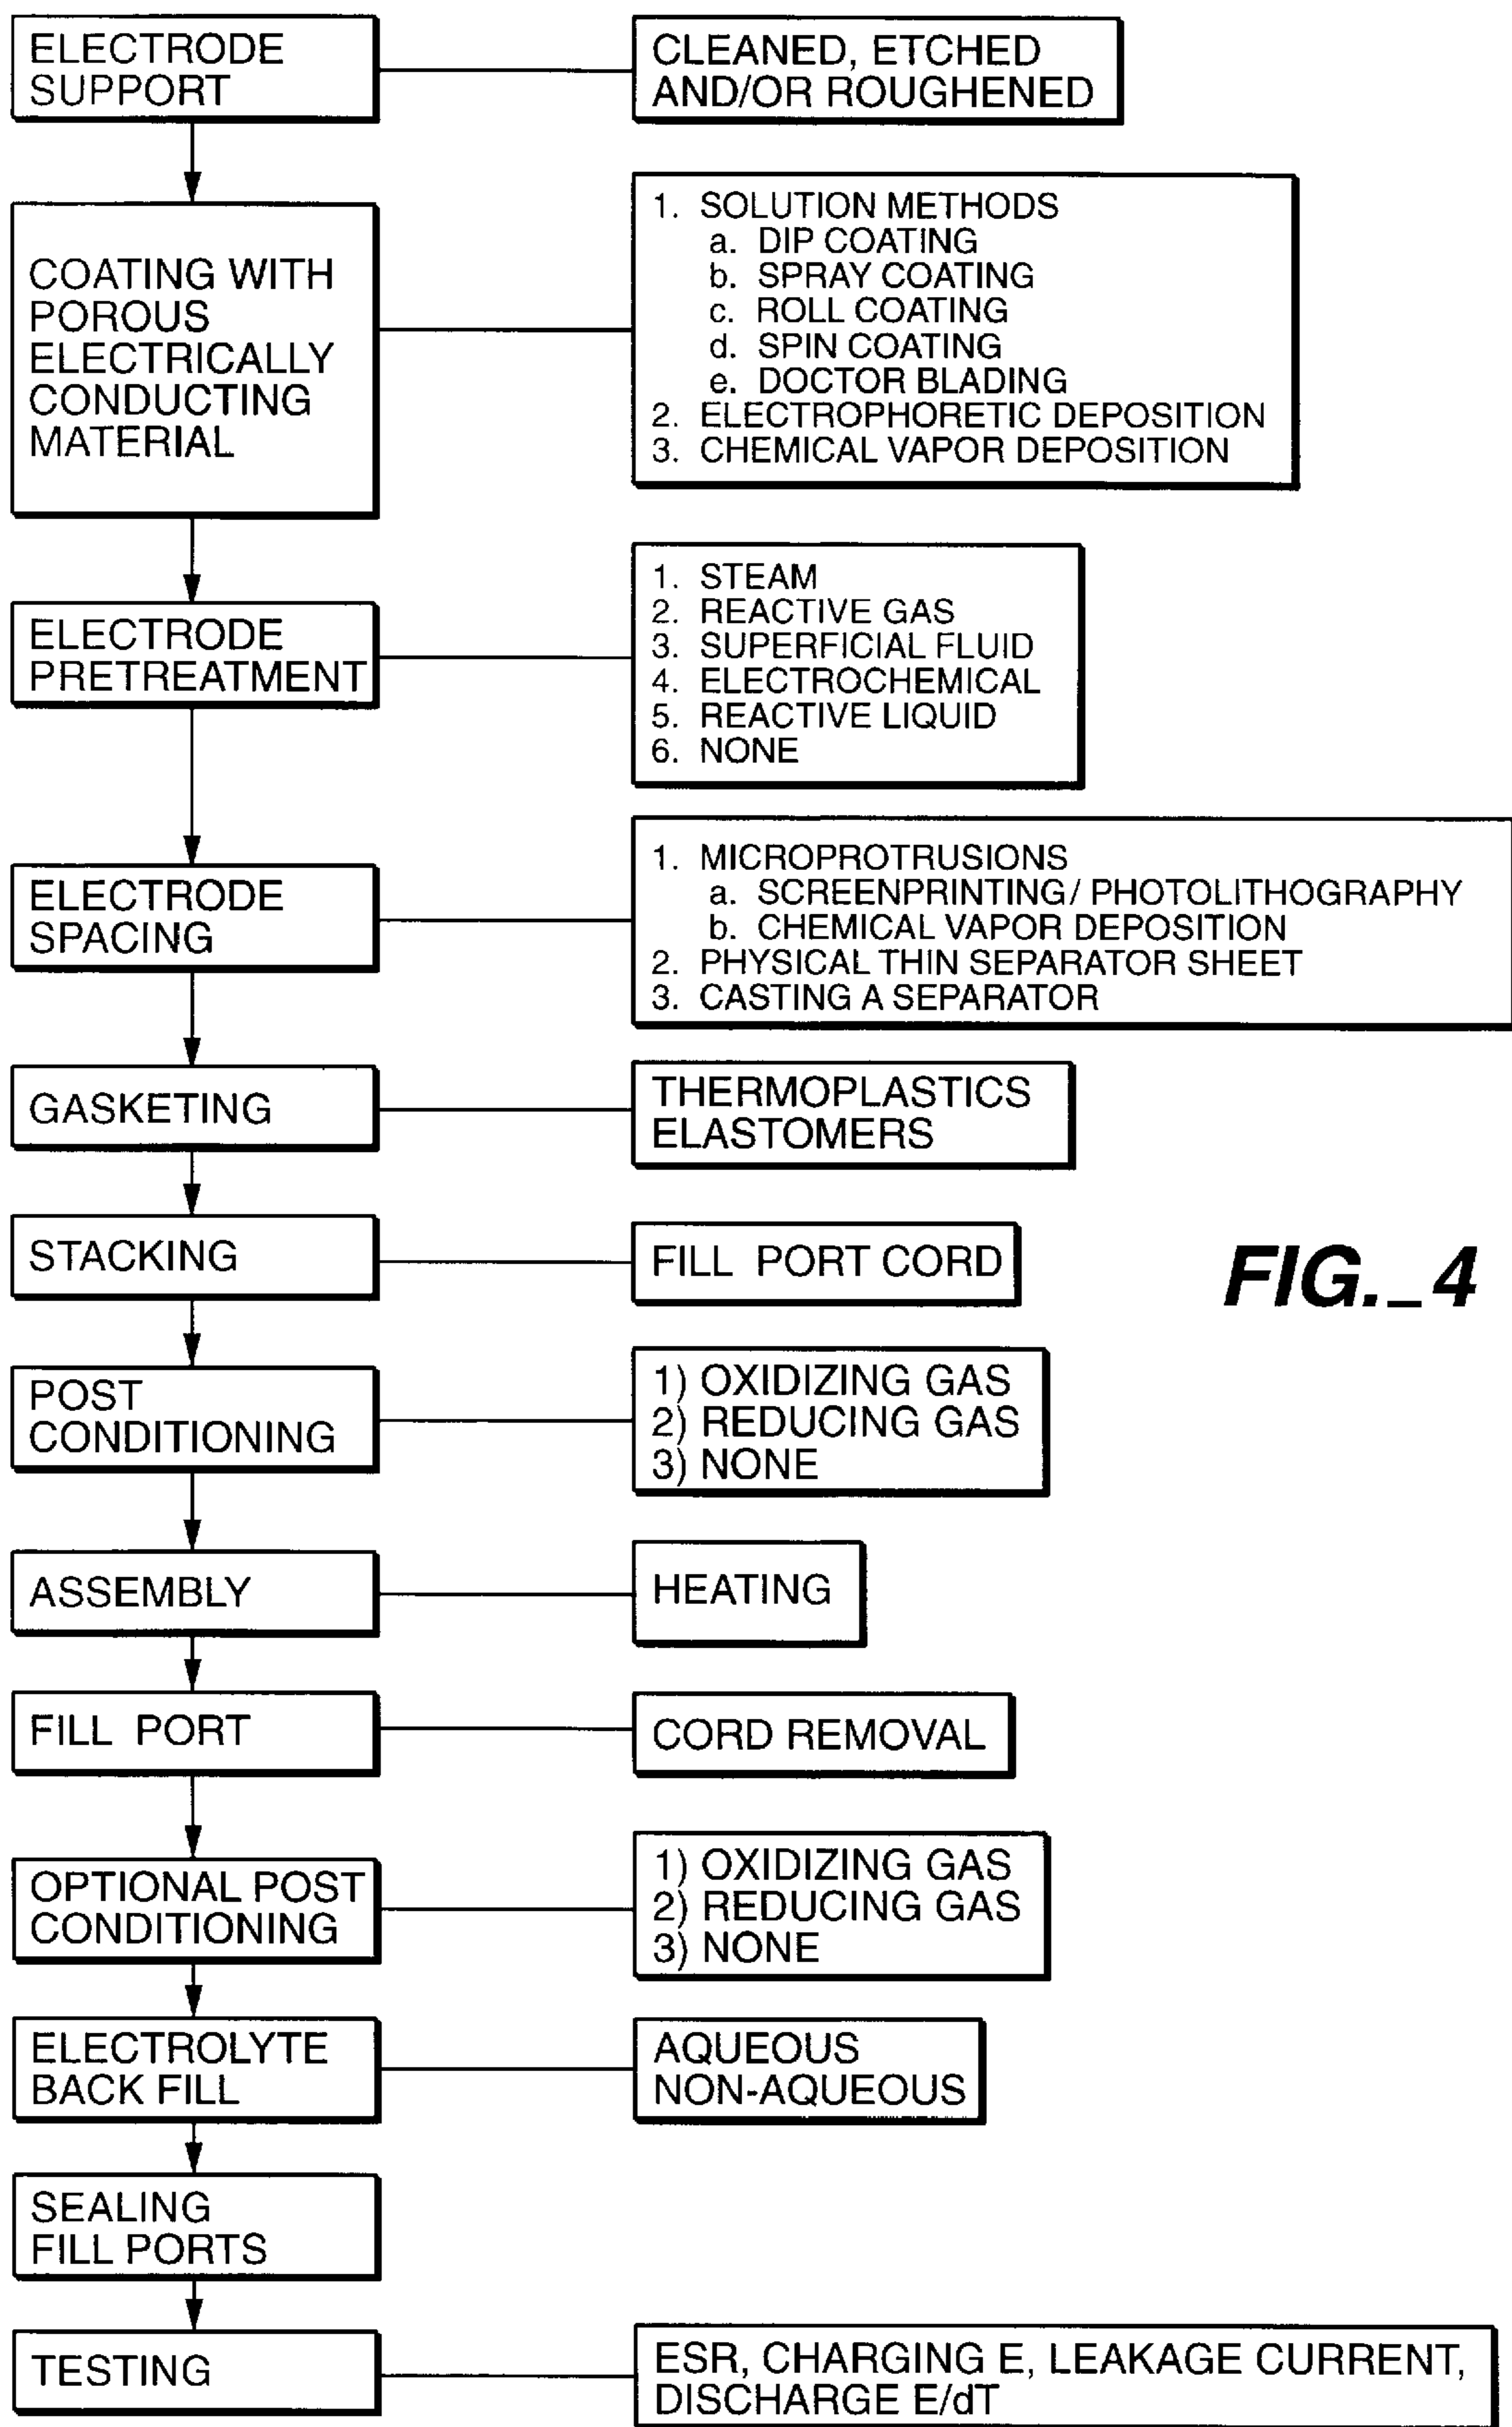 ELECTRODE
SUPPORT
CLEANED, ETCHED
AND/OR ROUGHENED
COATING WITH
POROUS
ELECTRICALLY
CONDUCTING
MATERIAL
1. SOLUTION METHODS
a. DIP COATING
b. SPRAY COATING
c. ROLL COATING
d. SPIN COATING
e. DOCTOR BLADING
2. ELECTROPHORETIC DEPOSITION
3. CHEMICAL VAPOR DEPOSITION
ELECTRODE
PRETREATMENT
1. STEAM
2. REACTIVE GAS
3. SUPERFICIAL FLUID
4. ELECTROCHEMICAL
5. REACTIVE LIQUID
6. NONE
ELECTRODE
SPACING
1. MICROPROTRUSIONS
a. SCREENPRINTING/ PHOTOLITHOGRAPHY
b. CHEMICAL VAPOR DEPOSITION
2. PHYSICAL THIN SEPARATOR SHEET
3. CASTING A SEPARATOR
GASKETING
THERMOPLASTICS
ELASTOMERS
STACKING
FILL PORT CORD
FIG._4
POST
CONDITIONING
1) OXIDIZING GAS
2) REDUCING GAS
3) NONE
ASSEMBLY
HEATING
FILL PORT
CORD REMOVAL
OPTIONAL POST
CONDITIONING
1) OXIDIZING GAS
2) REDUCING GAS
3) NONE
ELECTROLYTE
BACK FILL
AQUEOUS
NON-AQUEOUS
SEALING
FILL PORTS
TESTING
ESR, CHARGING E, LEAKAGE CURRENT,
DISCHARGE E/dT